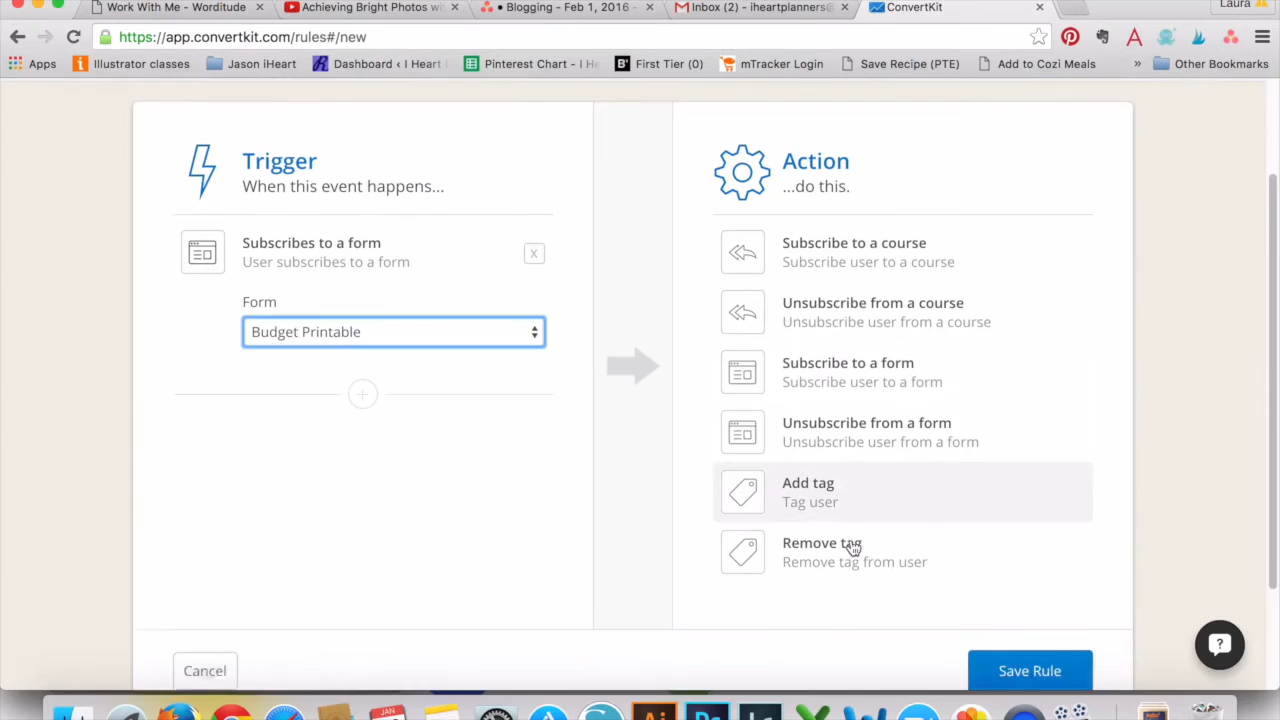 Work With Me - Worditude
Achieving Bright Photos wi
Blogging - Feb 1, 2016 -
Inbox (2) - iheartplanners@
ConvertKit
Laura
https://app.convertkit.com/rules#/new
Apps
Illustrator classes
Jason iHeart
Dashboard ‹ I Heart
Pinterest Chart - I He
First Tier (0)
mTracker Login
Save Recipe (PTE)
Add to Cozi Meals
»
Other Bookmarks
Trigger
When this event happens...
Subscribes to a form
User subscribes to a form
X
Form
Budget Printable
Action
...do this.
Subscribe to a course
Subscribe user to a course
Unsubscribe from a course
Unsubscribe user from a course
Subscribe to a form
Subscribe user to a form
Unsubscribe from a form
Unsubscribe user from a form
Add tag
Tag user
Remove tag
Remove tag from user
Cancel
Save Rule
?
JAN
Ai
Ps
Lr